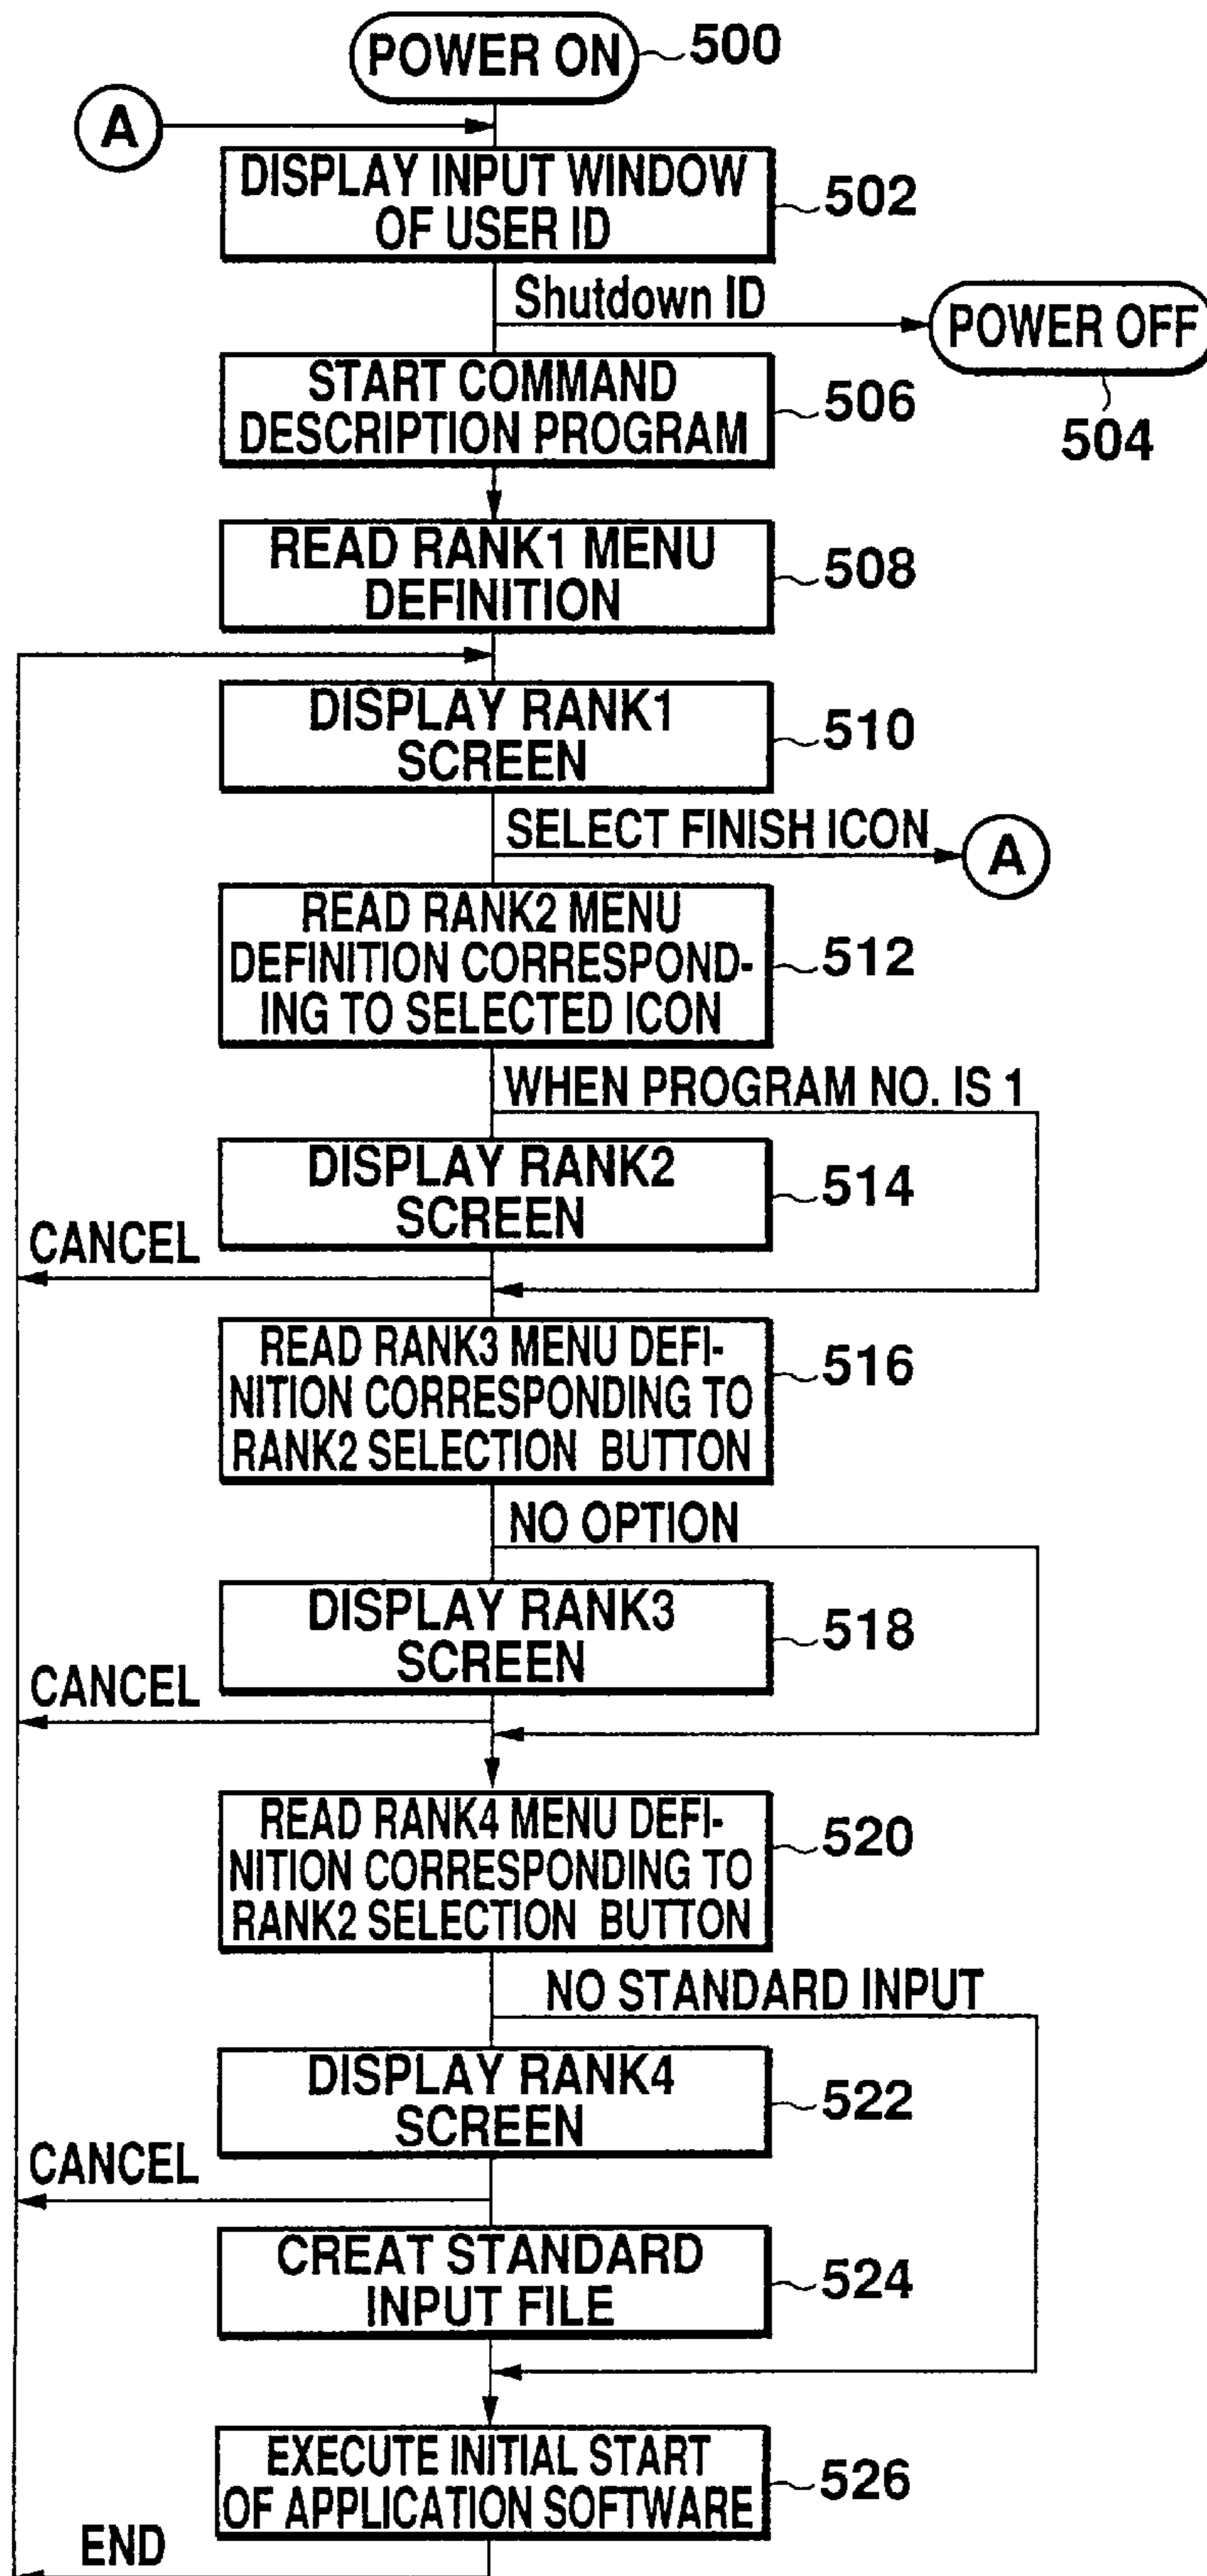 POWER ON
500
A
DISPLAY INPUT WINDOW
OF USER ID
502
Shutdown ID
POWER OFF
504
START COMMAND
DESCRIPTION PROGRAM
506
READ RANK1 MENU
DEFINITION
508
DISPLAY RANK1
SCREEN
510
SELECT FINISH ICON
A
READ RANK2 MENU
DEFINITION CORRESPOND-
ING TO SELECTED ICON
512
WHEN PROGRAM NO. IS 1
DISPLAY RANK2
SCREEN
514
CANCEL
READ RANK3 MENU DEFI-
NITION CORRESPONDING TO
RANK2 SELECTION BUTTON
516
NO OPTION
DISPLAY RANK3
SCREEN
518
CANCEL
READ RANK4 MENU DEFI-
NITION CORRESPONDING TO
RANK2 SELECTION BUTTON
520
NO STANDARD INPUT
DISPLAY RANK4
SCREEN
522
CANCEL
CREAT STANDARD
INPUT FILE
524
EXECUTE INITIAL START
OF APPLICATION SOFTWARE
526
END